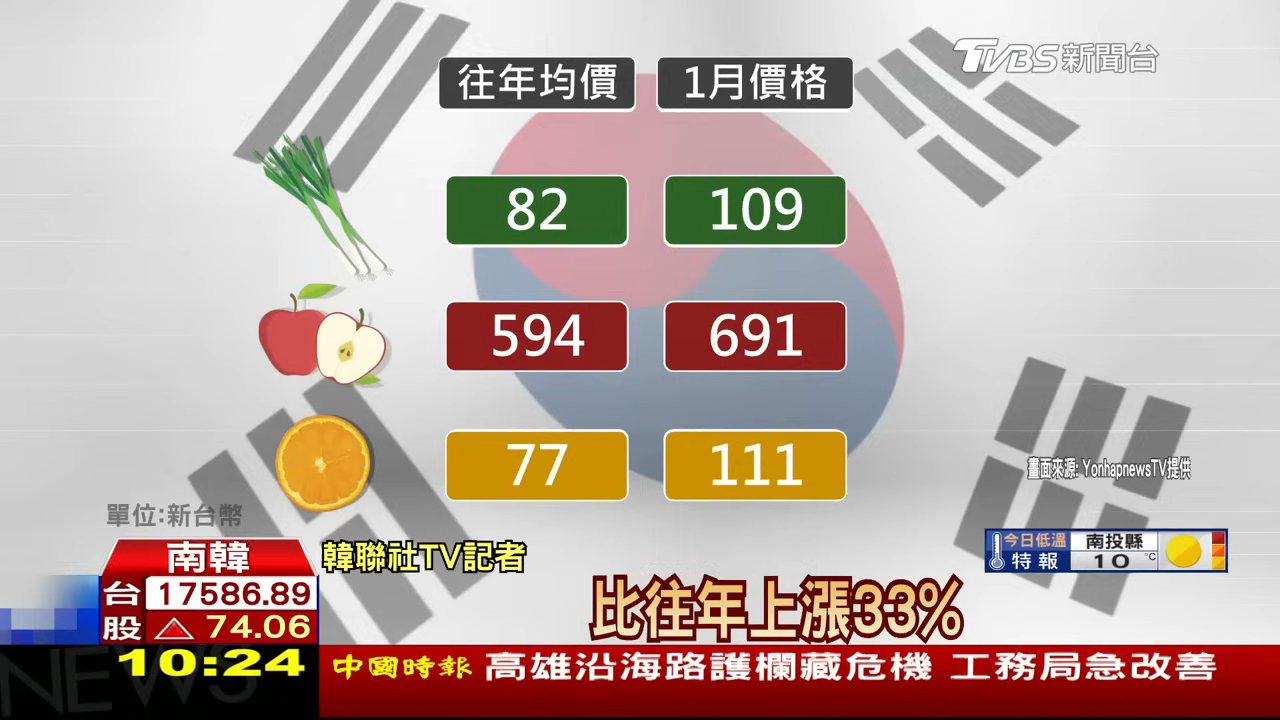 TVBS新聞台
往年均價 1月價格
82 109
594 691
77 111
畫面來源: YonhapnewsTV提供
單位:新台幣
南韓
韓聯社TV記者
今日低溫特報 南投縣 10°C
台股 17586.89
△ 74.06
比往年上漲33%
10:24
中國時報 高雄沿海路護欄藏危機 工務局急改善
NEWS